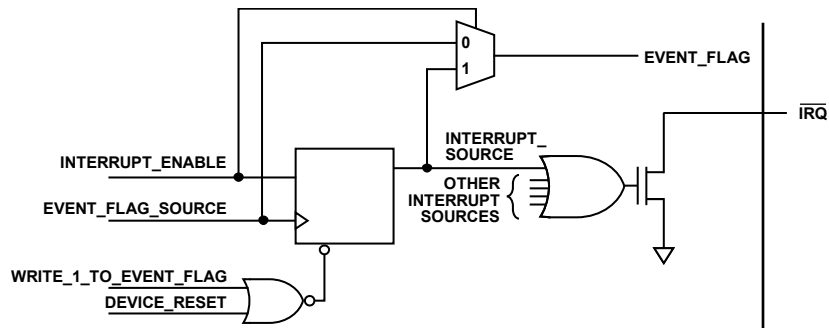 0
1
EVENT_FLAG
IRQ
INTERRUPT_ENABLE
INTERRUPT_
SOURCE
OTHER
INTERRUPT
SOURCES
EVENT_FLAG_SOURCE
WRITE_1_TO_EVENT_FLAG
DEVICE_RESET